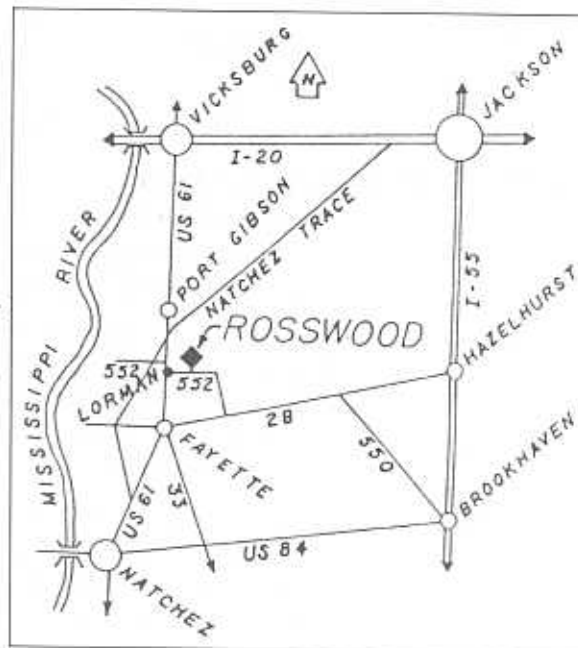 VICKSBURG
N
JACKSON
I-20
US 61
PORT GIBSON
NATCHEZ TRACE
I-55
MISSISSIPPI RIVER
ROSSWOOD
HAZELHURST
552
552
LORMAN
28
FAYETTE
550
US 61
33
BROOKHAVEN
US 84
NATCHEZ